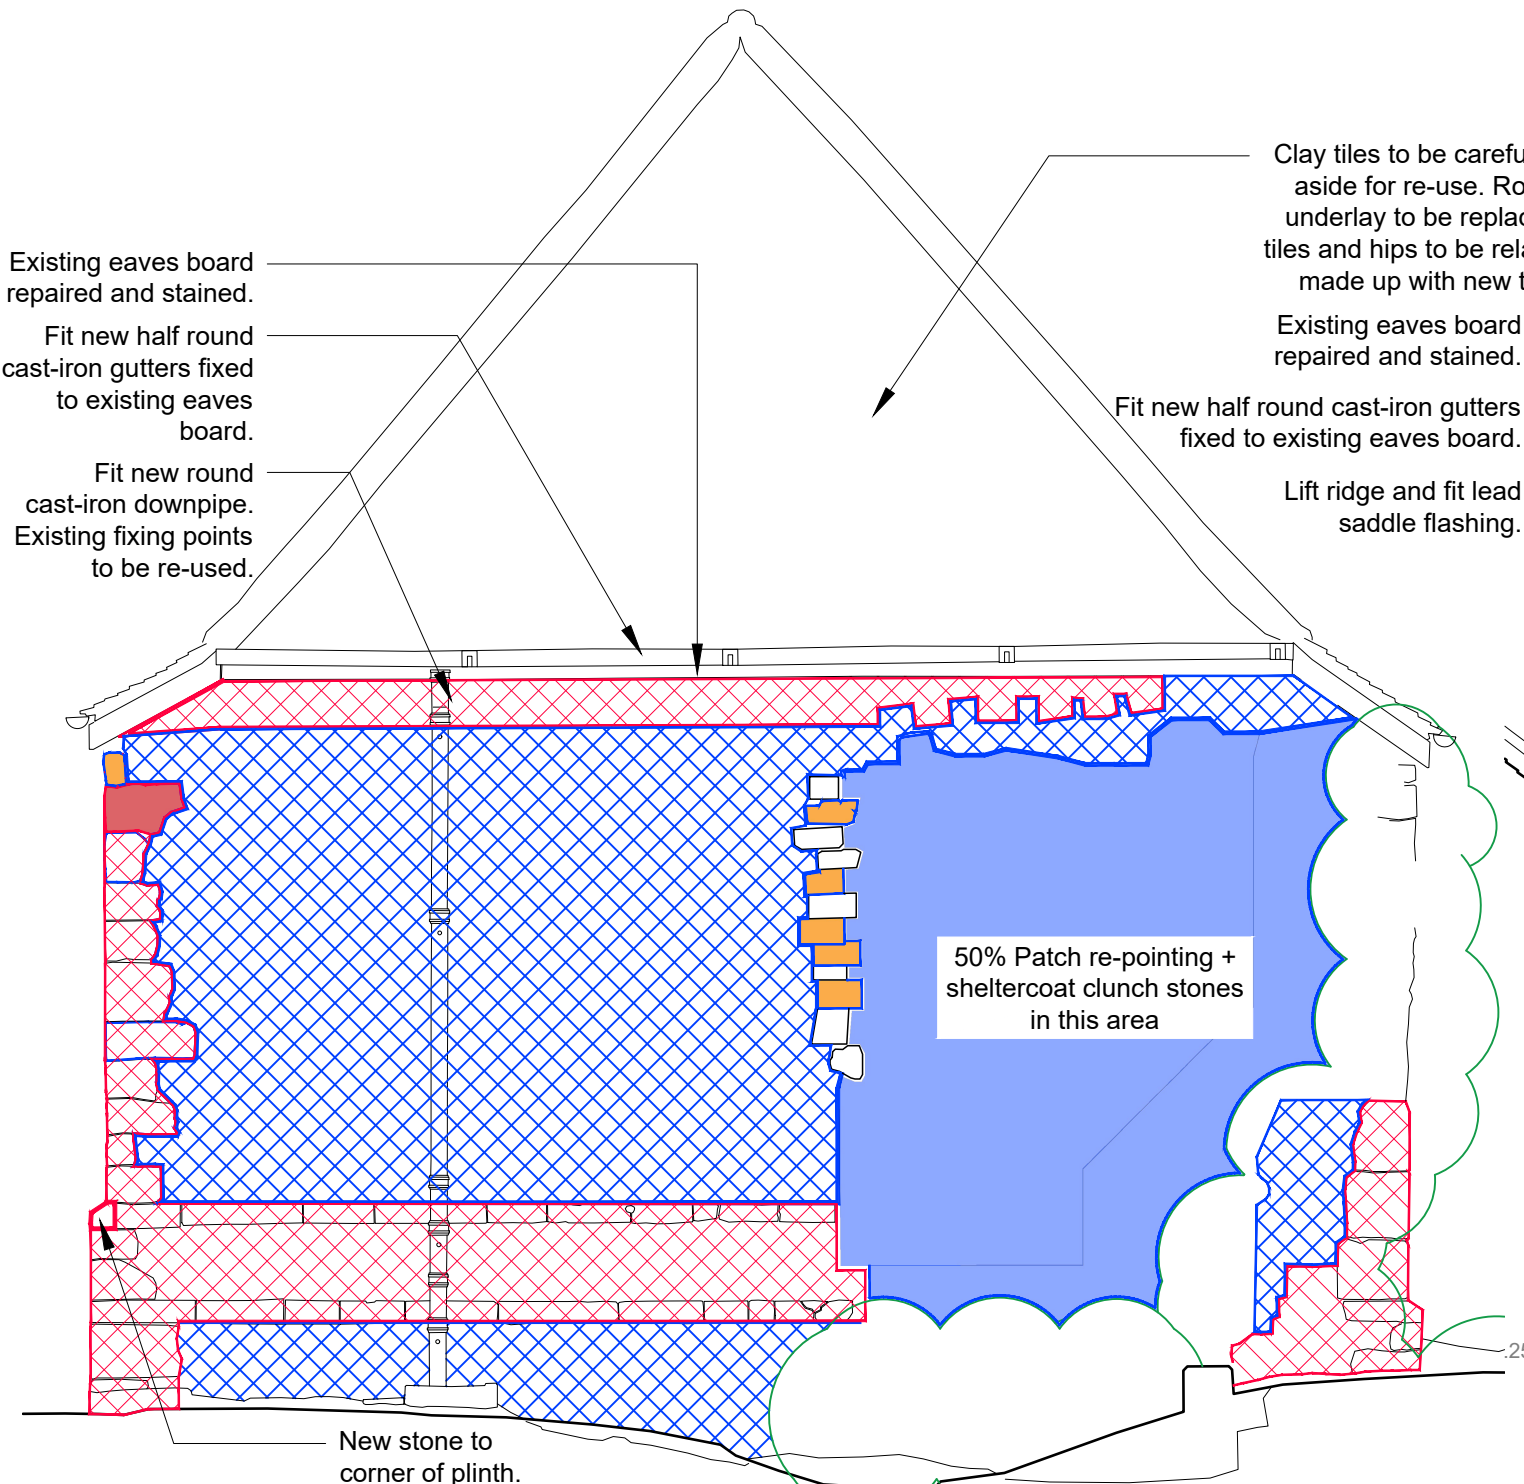 Existing eaves board
repaired and stained.
Fit new half round
cast-iron gutters fixed
to existing eaves
board.
Fit new round
cast-iron downpipe.
Existing fixing points
to be re-used.
Clay tiles to be
aside for re-use.
underlay to be
tiles and hips to be
made up with new
Existing eaves board
repaired and stained.
Fit new half round cast-iron gutters
fixed to existing eaves board.
Lift ridge and fit lead
saddle flashing.
50% Patch re-pointing +
sheltercoat clunch stones
in this area
New stone to
corner of plinth.